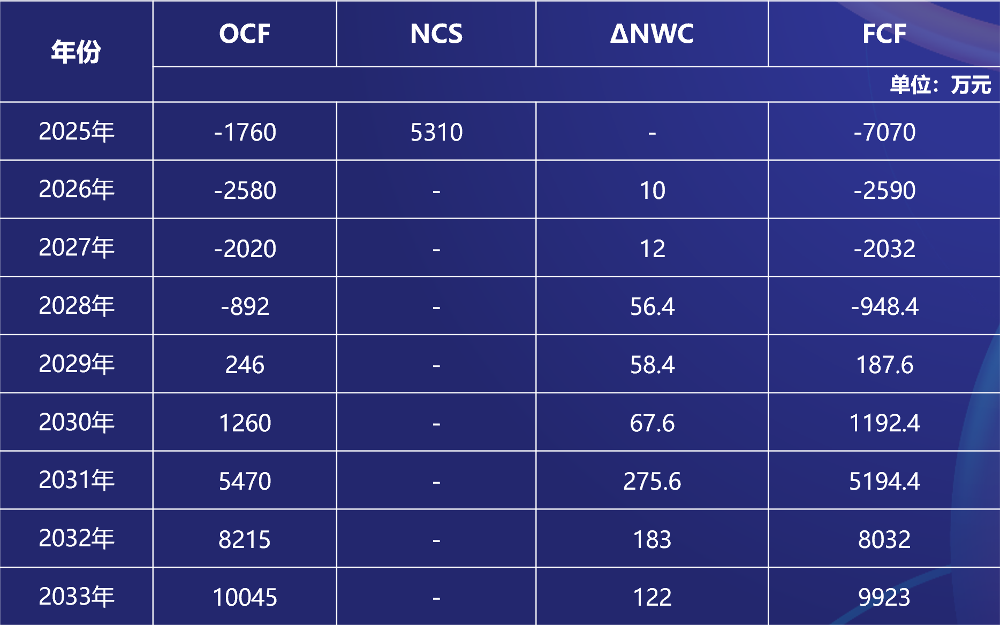 年份 OCF NCS ΔNWC FCF
单位：万元
2025年 -1760 5310 - -7070
2026年 -2580 - 10 -2590
2027年 -2020 - 12 -2032
2028年 -892 - 56.4 -948.4
2029年 246 - 58.4 187.6
2030年 1260 - 67.6 1192.4
2031年 5470 - 275.6 5194.4
2032年 8215 - 183 8032
2033年 10045 - 122 9923